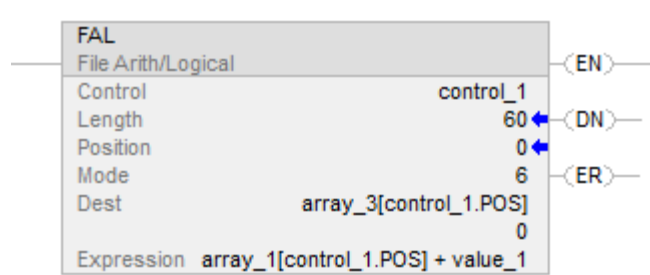 FAL
File Arith/Logical
EN
Control control_1
Length 60
DN
Position 0
Mode 6
ER
Dest array_3[control_1.POS]
0
Expression array_1[control_1.POS] + value_1